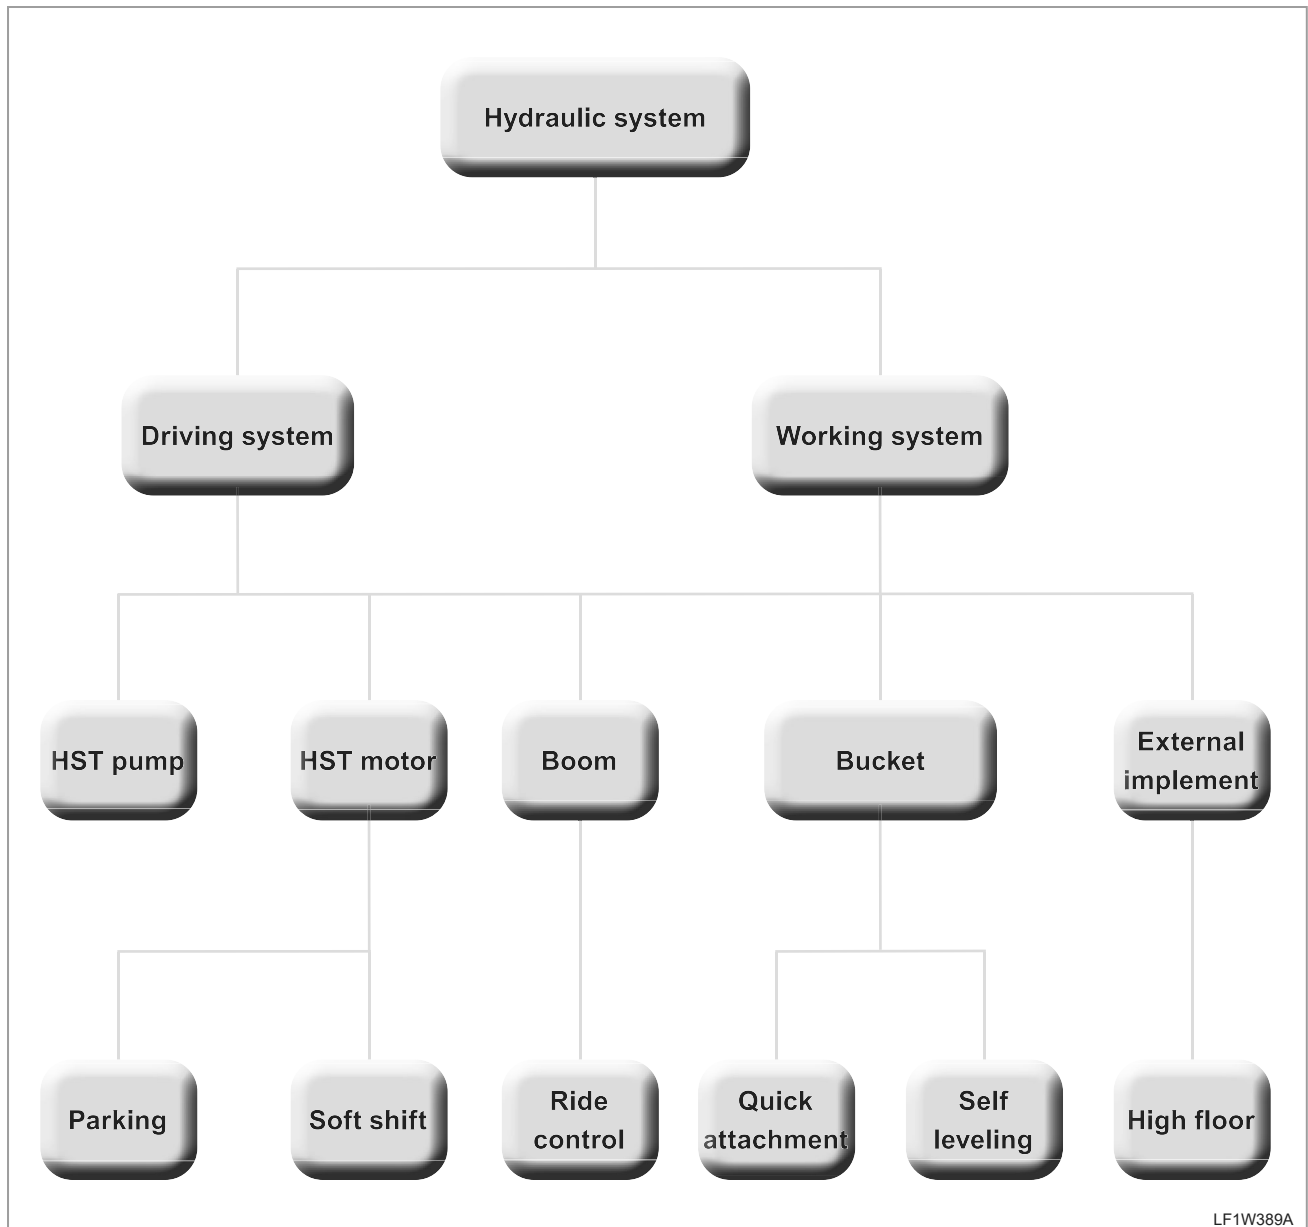 Hydraulic system
Driving system
Working system
HST pump
HST motor
Boom
Bucket
External
implement
Parking
Soft shift
Ride
control
Quick
attachment
Self
leveling
High floor
LF1W389A